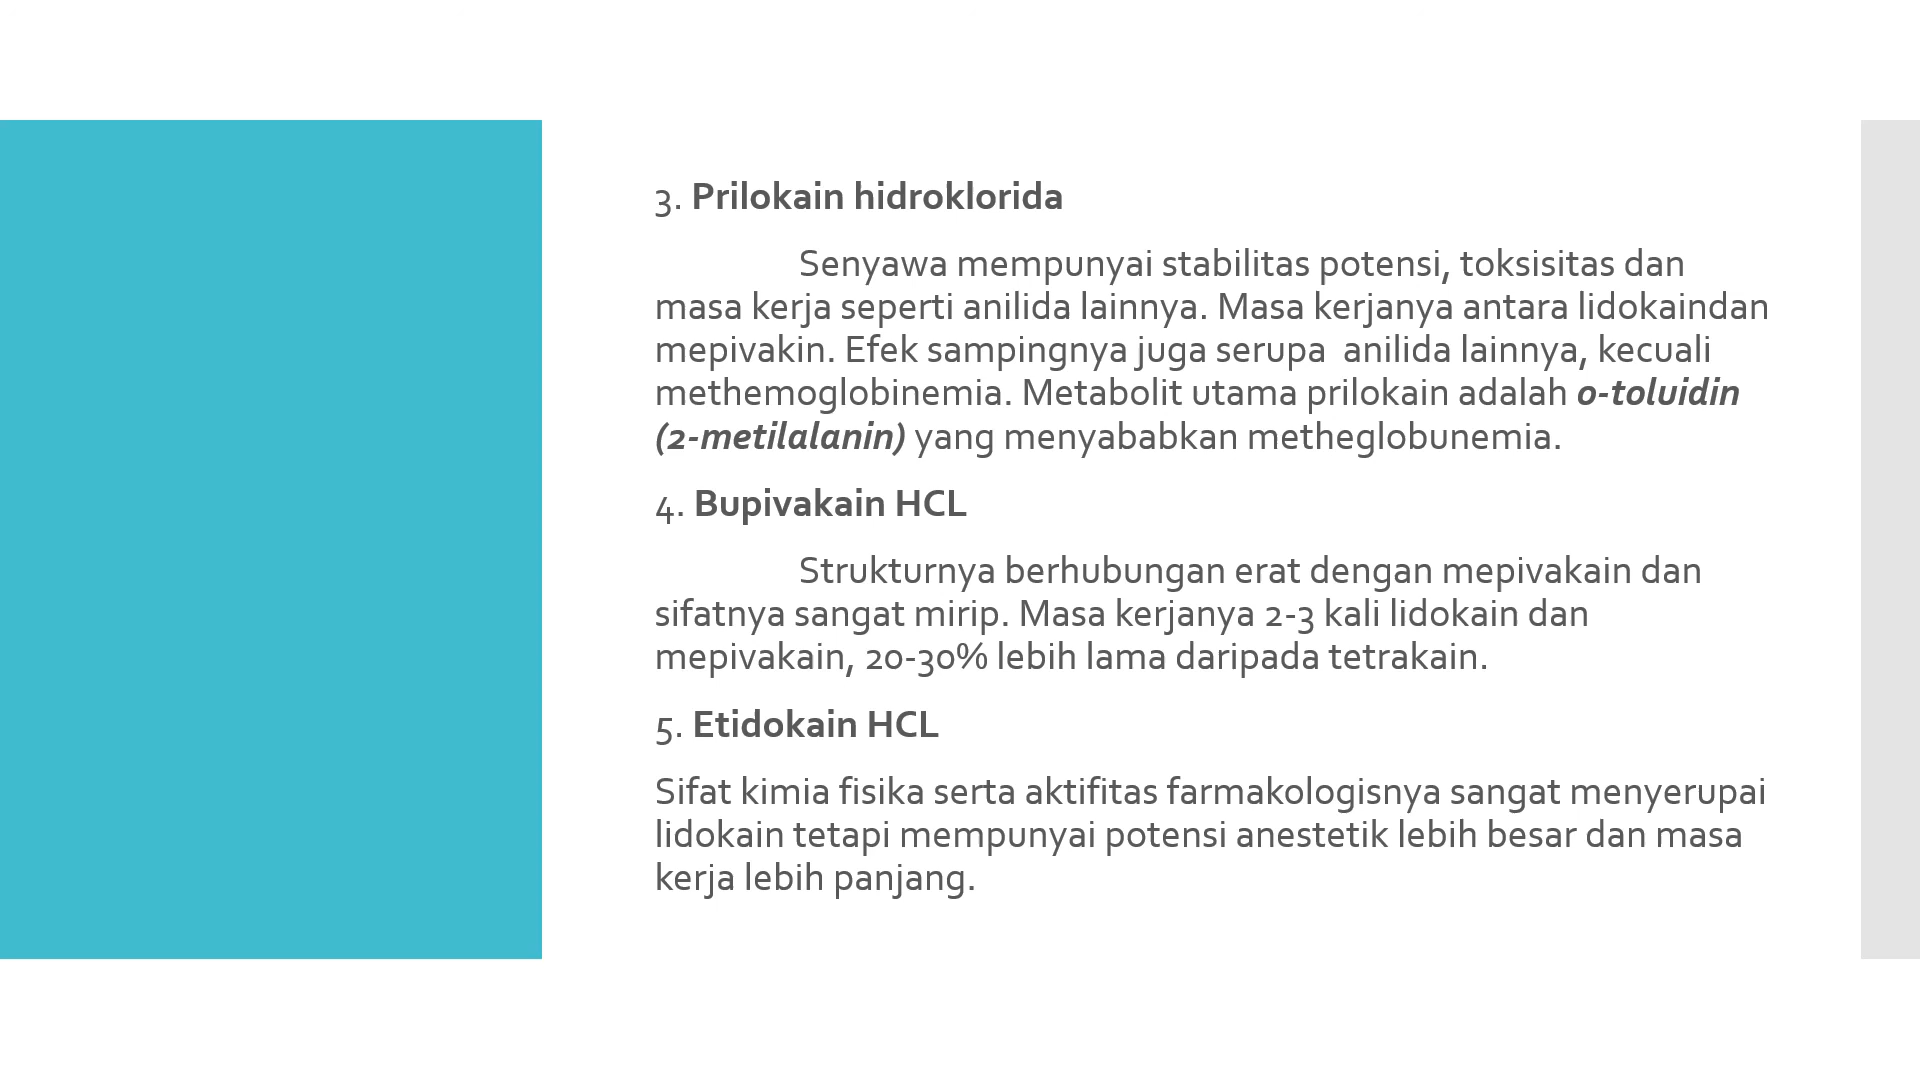 3. Prilokain hidroklorida
Senyawa mempunyai stabilitas potensi, toksisitas dan
masa kerja seperti anilida lainnya. Masa kerjanya antara lidokaindan
mepivakin. Efek sampingnya juga serupa  anilida lainnya, kecuali
methemoglobinemia. Metabolit utama prilokain adalah o-toluidin
(2-metilalanin) yang menyababkan metheglobunemia.
4. Bupivakain HCL
Strukturnya berhubungan erat dengan mepivakain dan
sifatnya sangat mirip. Masa kerjanya 2-3 kali lidokain dan
mepivakain, 20-30% lebih lama daripada tetrakain.
5. Etidokain HCL
Sifat kimia fisika serta aktifitas farmakologisnya sangat menyerupai
lidokain tetapi mempunyai potensi anestetik lebih besar dan masa
kerja lebih panjang.